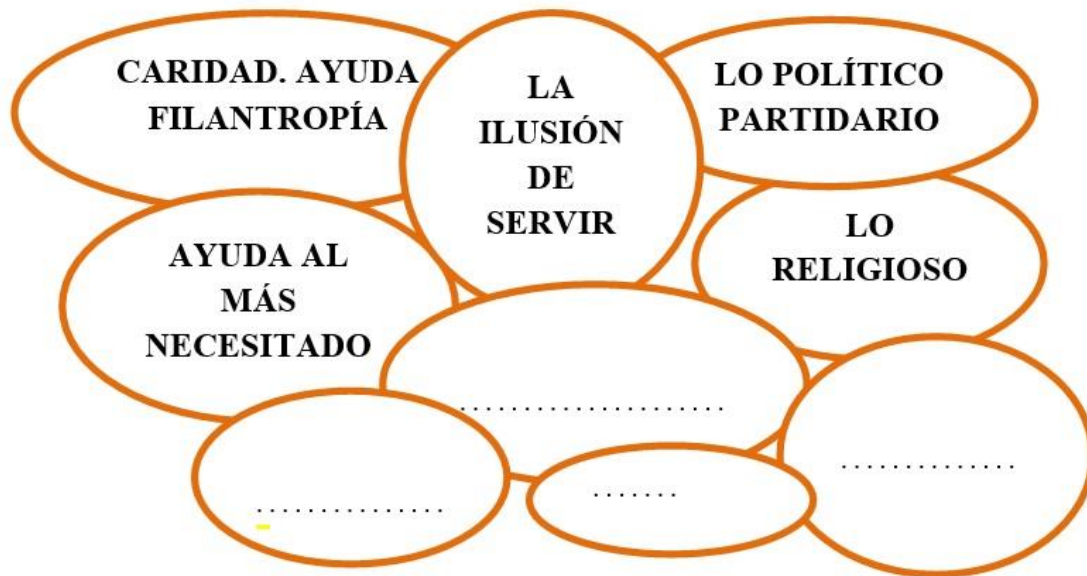 CARIDAD. AYUDA
FILANTROPÍA
LA
ILUSIÓN
DE
SERVIR
LO POLÍTICO
PARTIDARIO
AYUDA AL
MÁS
NECESITADO
LO
RELIGIOSO
. . . . . . . . . . . . . . . . . . . . .
. . . . . . . . . . . . . .
. . . . . . .
. . . . . . . . . . . . . . .